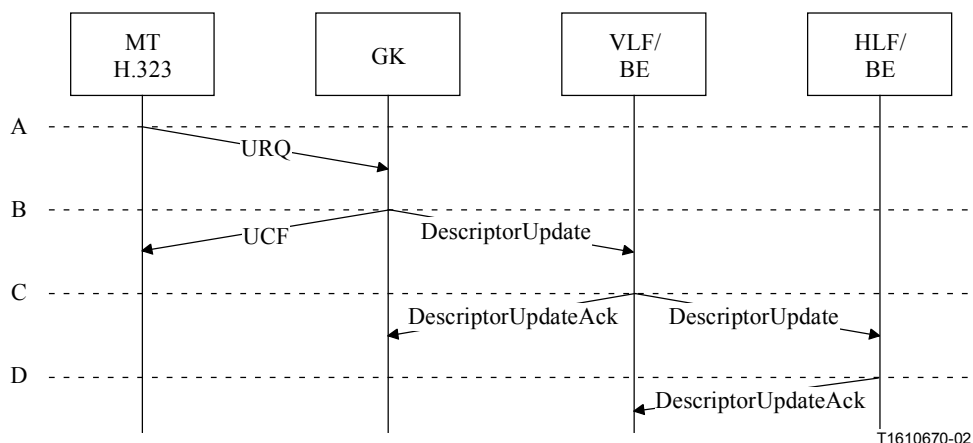 MT
H.323
GK
VLF/
BE
HLF/
BE
A
URQ
B
UCF
DescriptorUpdate
C
DescriptorUpdateAck
DescriptorUpdate
D
DescriptorUpdateAck
T1610670-02